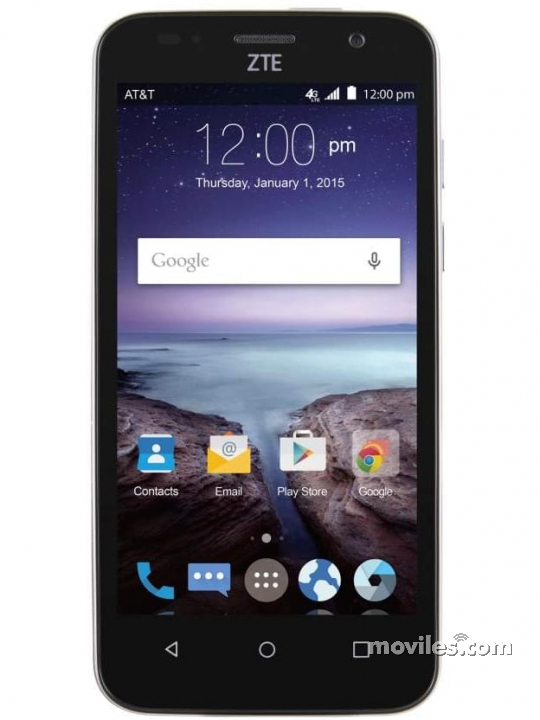 ZTE
AT&T 4G LTE 12:00 pm
12:00 pm
Thursday, January 1, 2015
Google
@
Contacts Email Play Store Google
moviles.com